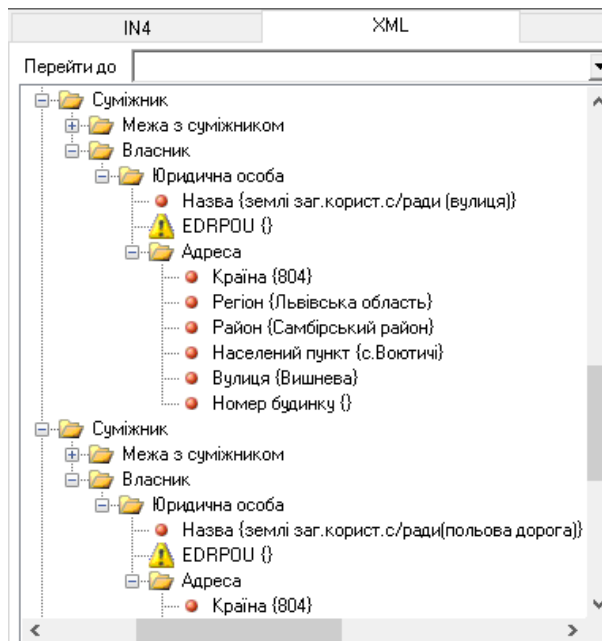 IN4
XML
Перейти до
Суміжник
Межа з суміжником
Власник
Юридична особа
Назва {землі заг.корист.с/ради (вулиця)}
EDRPOU {}
Адреса
Країна {804}
Регіон {Львівська область}
Район {Самбірський район}
Населений пункт {с.Воютичі}
Вулиця {Вишнева}
Номер будинку {}
Суміжник
Межа з суміжником
Власник
Юридична особа
Назва {землі заг.корист.с/ради(польова дорога)}
EDRPOU {}
Адреса
Країна {804}